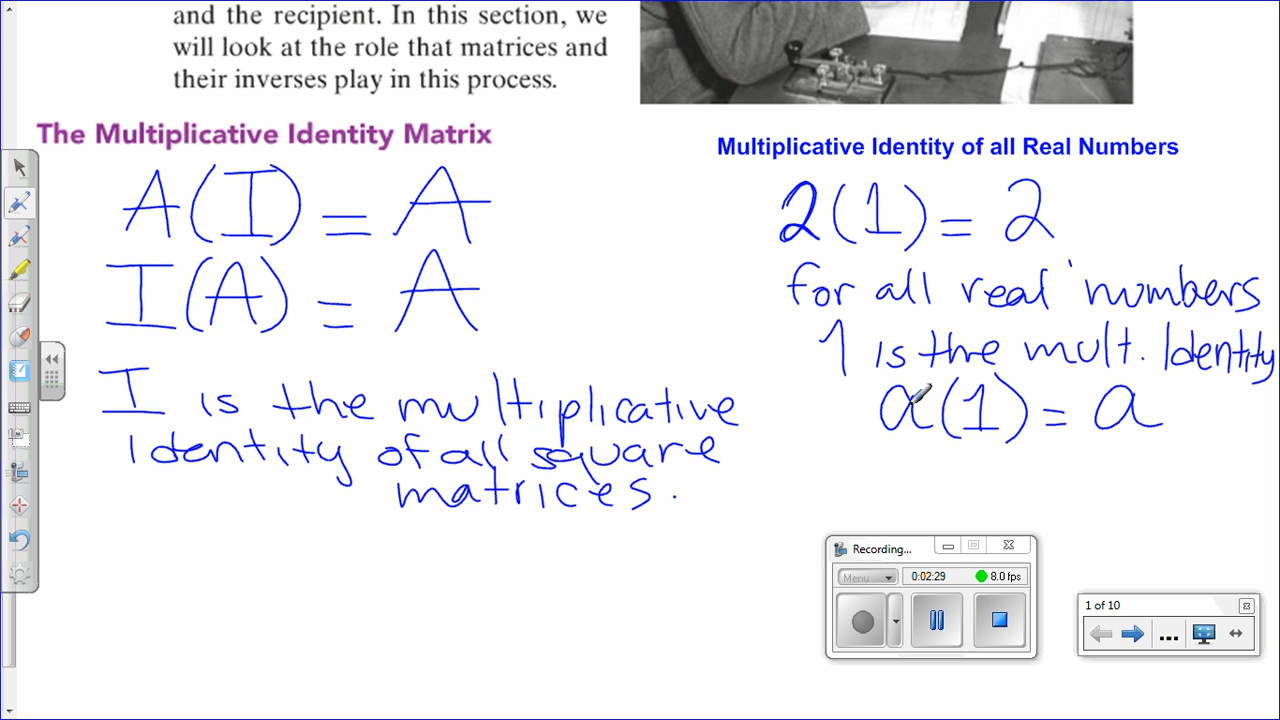 and the recipient. In this section, we
will look at the role that matrices and
their inverses play in this process.
The Multiplicative Identity Matrix
A(I) = A
I(A) = A
I is the multiplicative
Identity of all square
matrices.
Multiplicative Identity of all Real Numbers
2(1) = 2
for all real numbers
1 is the mult. Identity
a(1) = a
Recording...
Menu
0:02:29
8.0 fps
1 of 10
...